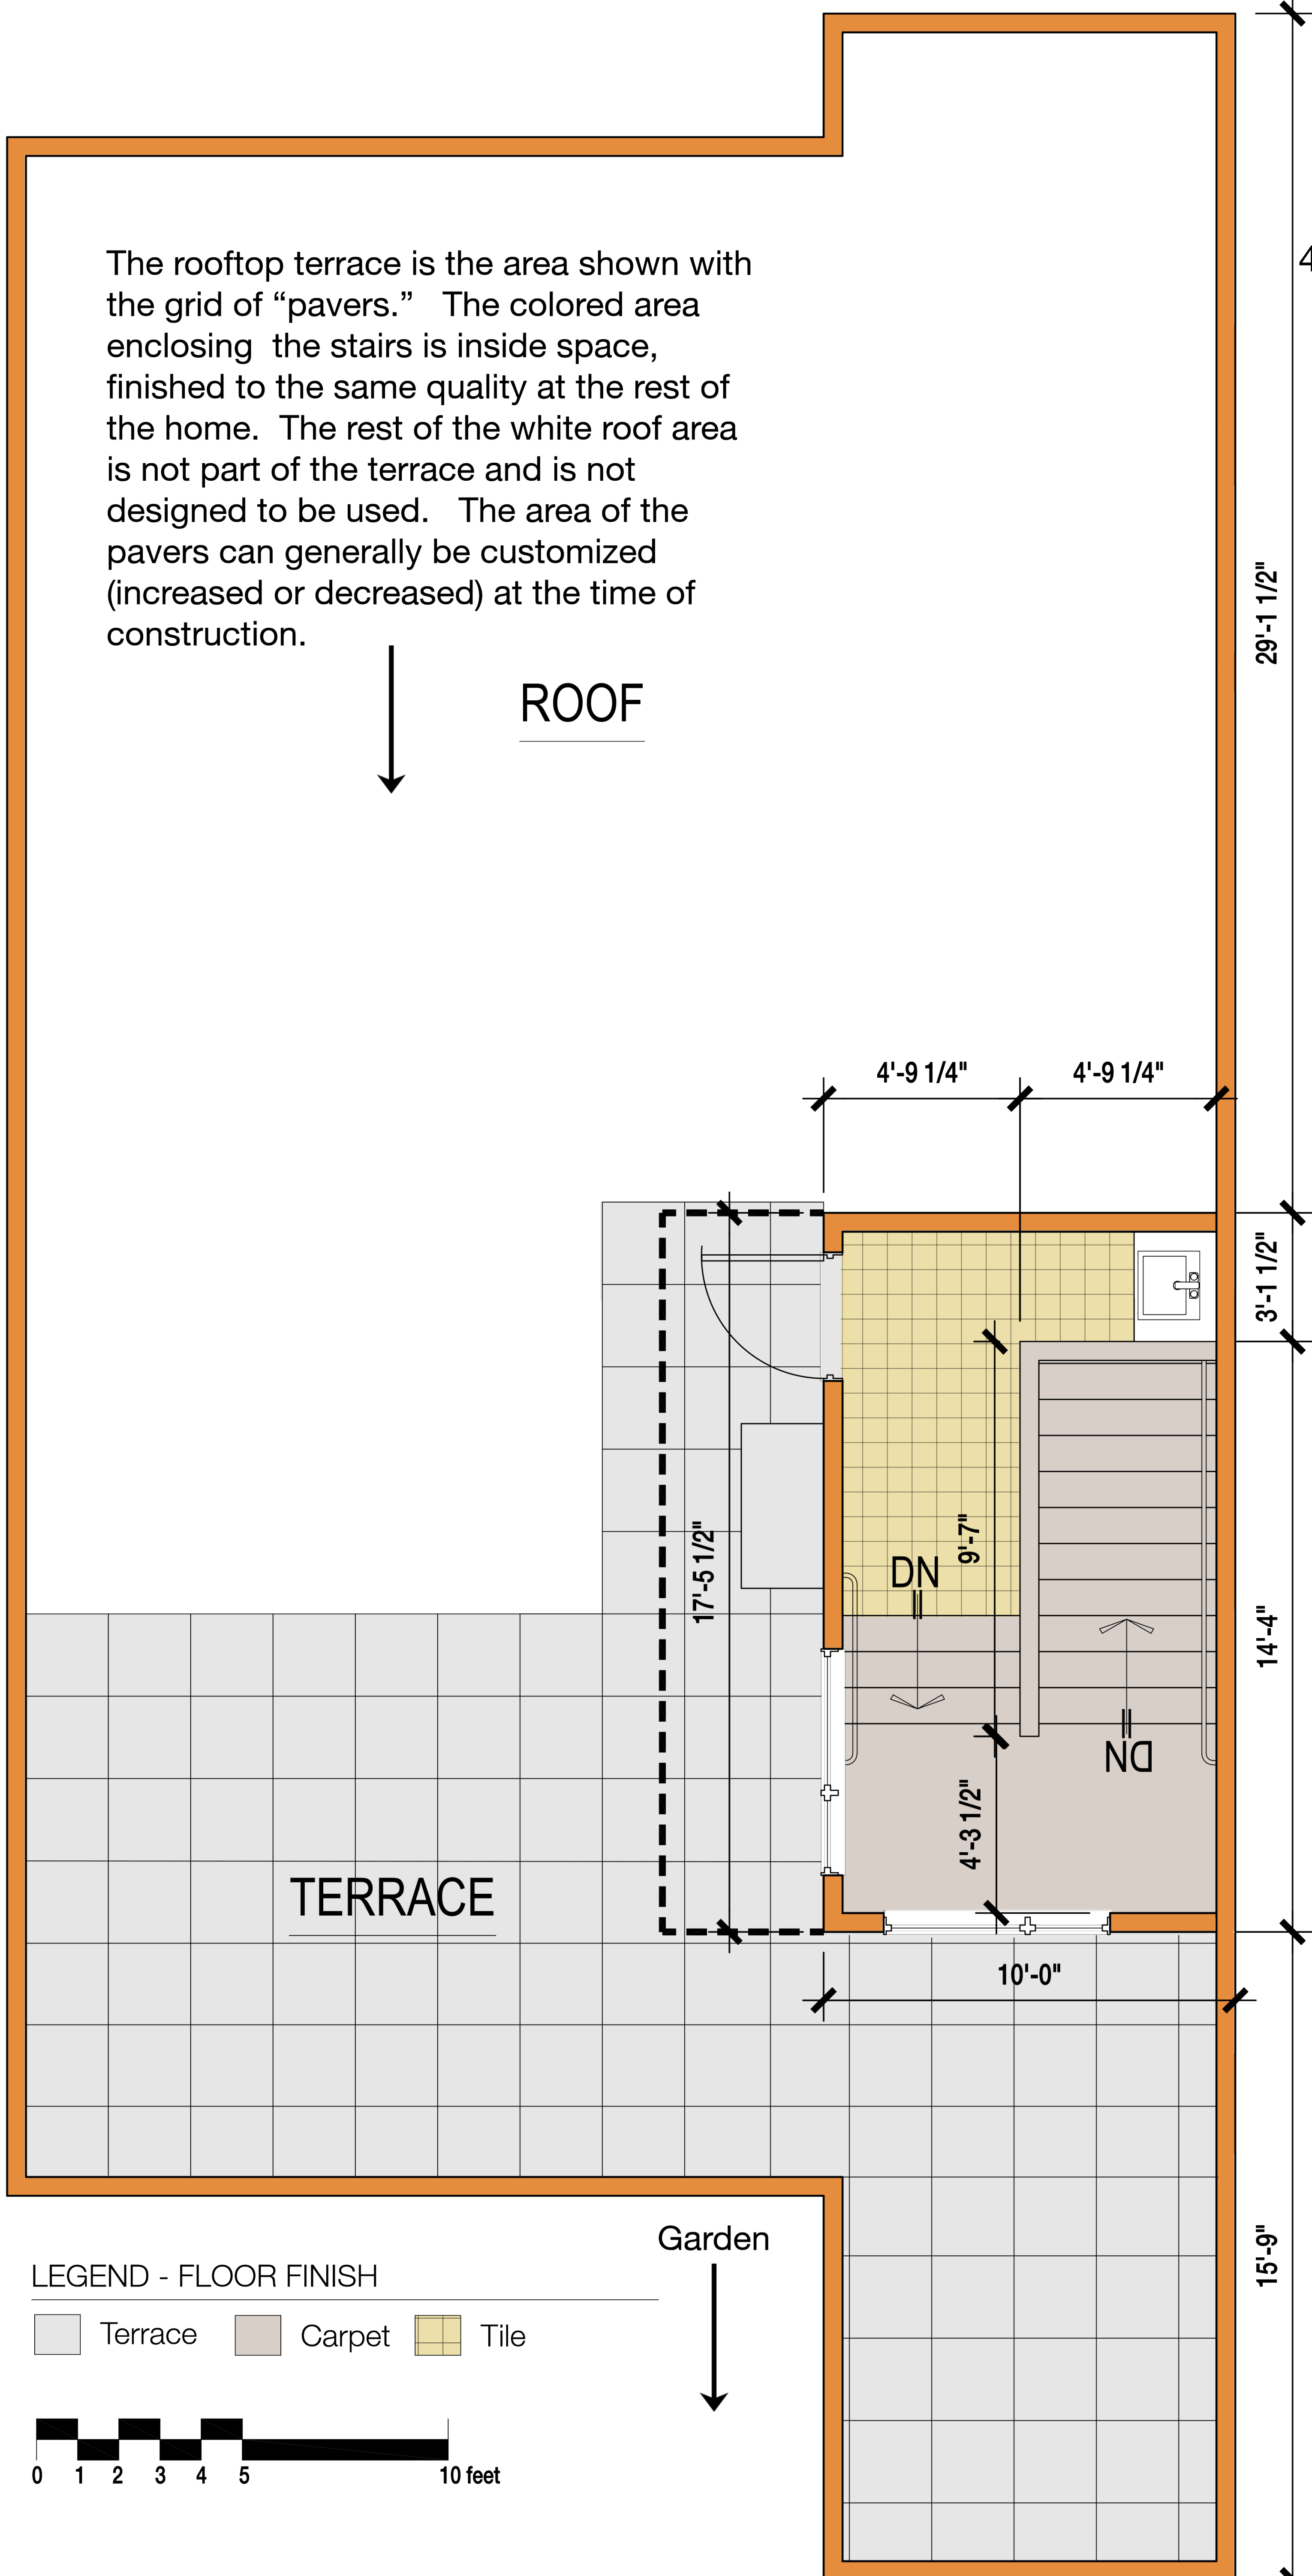 The rooftop terrace is the area shown with
the grid of “pavers.” The colored area
enclosing the stairs is inside space,
finished to the same quality at the rest of
the home. The rest of the white roof area
is not part of the terrace and is not
designed to be used. The area of the
pavers can generally be customized
(increased or decreased) at the time of
construction.
4
29'-1 1/2"
ROOF
4'-9 1/4"
4'-9 1/4"
3'-1 1/2"
9'-7"
17'-5 1/2"
DN
14'-4"
DN
4'-3 1/2"
TERRACE
10'-0"
Garden
15'-9"
LEGEND - FLOOR FINISH
Terrace
Carpet
Tile
0 1 2 3 4 5 10 feet